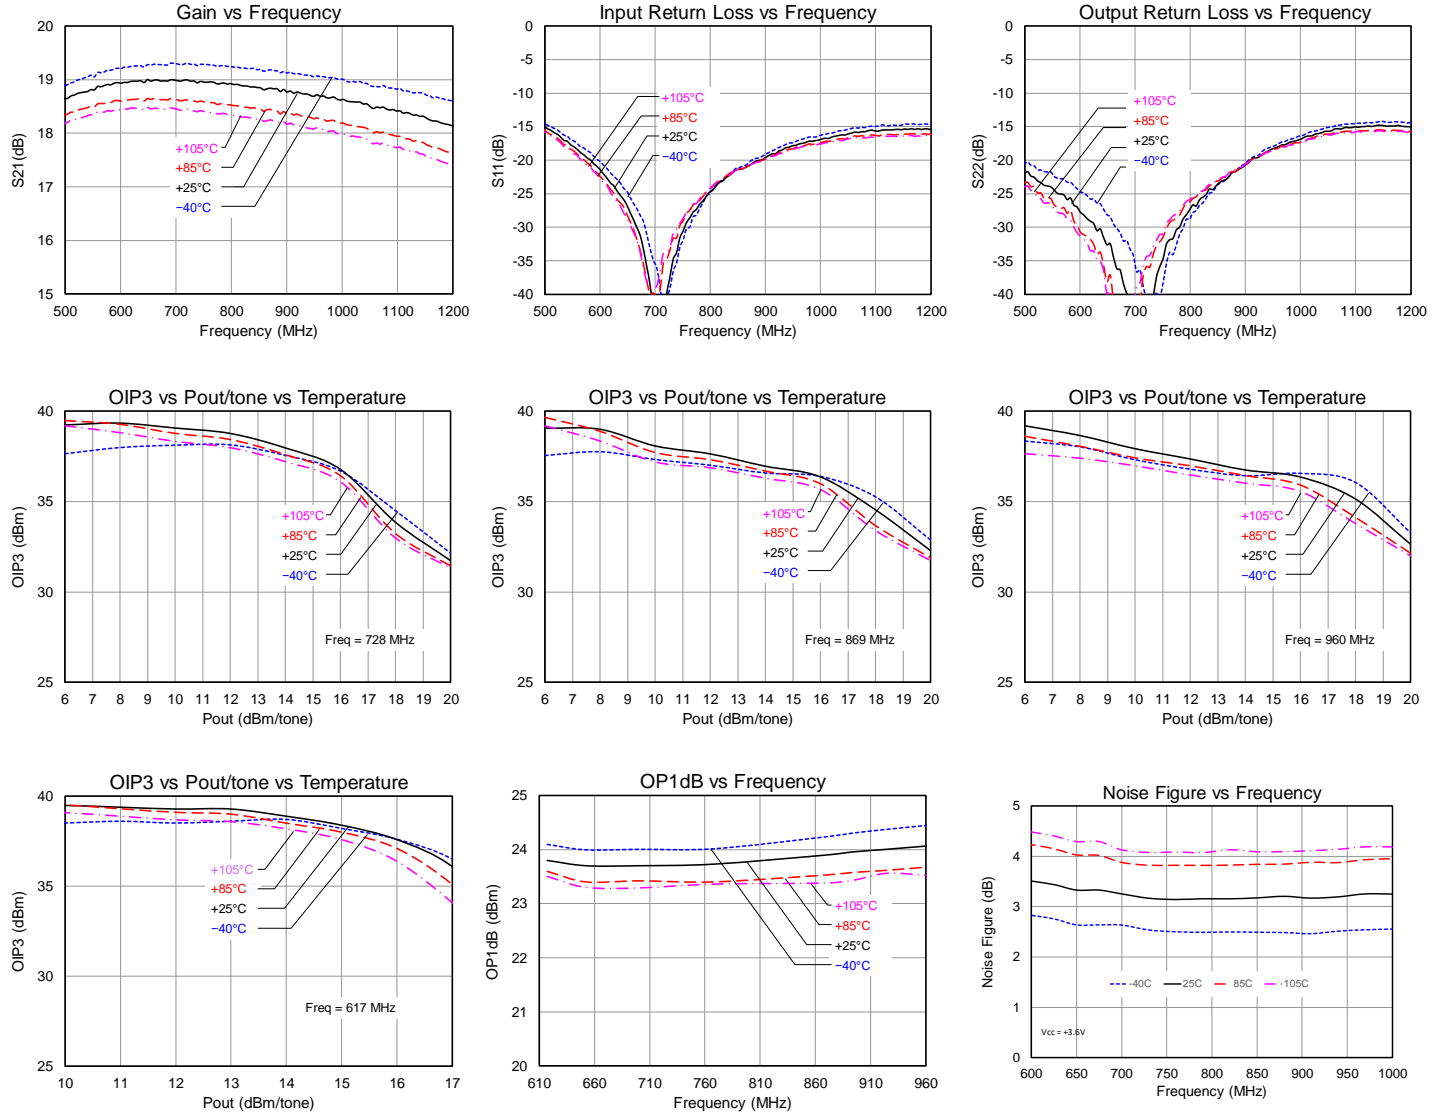 Gain vs Frequency
20
19
18
17
16
15
S21(dB)
+105°C
+85°C
+25°C
−40°C
500 600 700 800 900 1000 1100 1200
Frequency (MHz)
Input Return Loss vs Frequency
0
-5
-10
-15
-20
-25
-30
-35
-40
S11(dB)
+105°C
+85°C
+25°C
−40°C
500 600 700 800 900 1000 1100 1200
Frequency (MHz)
Output Return Loss vs Frequency
0
-5
-10
-15
-20
-25
-30
-35
-40
S22(dB)
+105°C
+85°C
+25°C
−40°C
500 600 700 800 900 1000 1100 1200
Frequency (MHz)
OIP3 vs Pout/tone vs Temperature
40
35
30
25
OIP3 (dBm)
+105°C
+85°C
+25°C
−40°C
Freq = 728 MHz
6 7 8 9 10 11 12 13 14 15 16 17 18 19 20
Pout (dBm/tone)
OIP3 vs Pout/tone vs Temperature
40
35
30
25
OIP3 (dBm)
+105°C
+85°C
+25°C
−40°C
Freq = 869 MHz
6 7 8 9 10 11 12 13 14 15 16 17 18 19 20
Pout (dBm/tone)
OIP3 vs Pout/tone vs Temperature
40
35
30
25
OIP3 (dBm)
+105°C
+85°C
+25°C
−40°C
Freq = 960 MHz
6 7 8 9 10 11 12 13 14 15 16 17 18 19 20
Pout (dBm/tone)
OIP3 vs Pout/tone vs Temperature
40
35
30
25
OIP3 (dBm)
+105°C
+85°C
+25°C
−40°C
Freq = 617 MHz
10 11 12 13 14 15 16 17
Pout (dBm/tone)
OP1dB vs Frequency
25
24
23
22
21
20
OP1dB (dBm)
+105°C
+85°C
+25°C
−40°C
610 660 710 760 810 860 910 960
Frequency (MHz)
Noise Figure vs Frequency
5
4
3
2
1
0
Noise Figure (dB)
-40C 25C 85C 105C
Vcc = +3.6V
600 650 700 750 800 850 900 950 1000
Frequency (MHz)